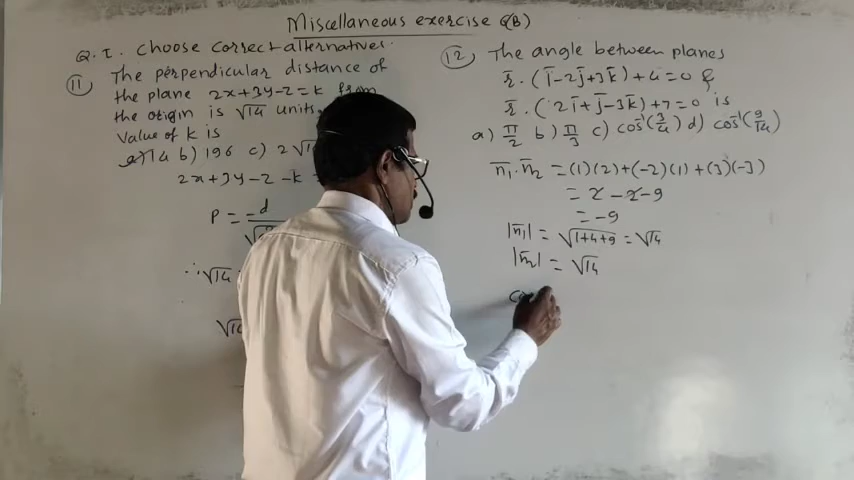 Miscellaneous exercise Q(B)
Q.I. Choose correct alternatives.
11 The perpendicular distance of
the plane 2x+3y-z=k from
the origin is √14 units,
value of k is
a) 14 b) 196 c) 2√1
2x+3y-z-k
P = -d
∴ √14
12 The angle between planes
r̄.(ī-2j̄+3k̄)+4=0 &
r̄.(2ī+j̄-3k̄)+7=0 is
a) π/2 b) π/3 c) cos⁻¹(3/4) d) cos⁻¹(9/14)
n̄₁.n̄₂ = (1)(2)+(-2)(1)+(3)(-3)
= 2-2-9
= -9
|n̄₁| = √1+4+9 = √14
|n̄₂| = √14